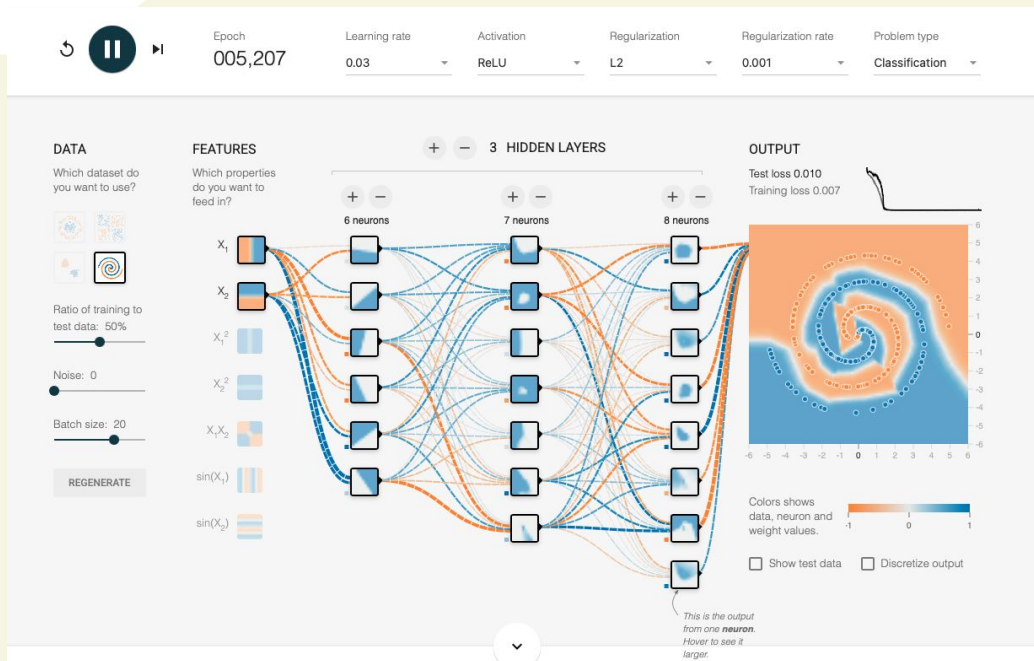 Epoch
005,207
Learning rate
0.03
Activation
ReLU
Regularization
L2
Regularization rate
0.001
Problem type
Classification
DATA
Which dataset do
you want to use?
Ratio of training to
test data: 50%
Noise: 0
Batch size: 20
REGENERATE
FEATURES
Which properties
do you want to
feed in?
X₁
X₂
X₁²
X₂²
X₁X₂
sin(X₁)
sin(X₂)
+ − 3 HIDDEN LAYERS
+ −
6 neurons
+ −
7 neurons
+ −
8 neurons
This is the output
from one neuron.
Hover to see it
larger.
OUTPUT
Test loss 0.010
Training loss 0.007
6
5
4
3
2
1
0
-1
-2
-3
-4
-5
-6
-6 -5 -4 -3 -2 -1 0 1 2 3 4 5 6
Colors shows
data, neuron and
weight values.
-1 0 1
Show test data
Discretize output